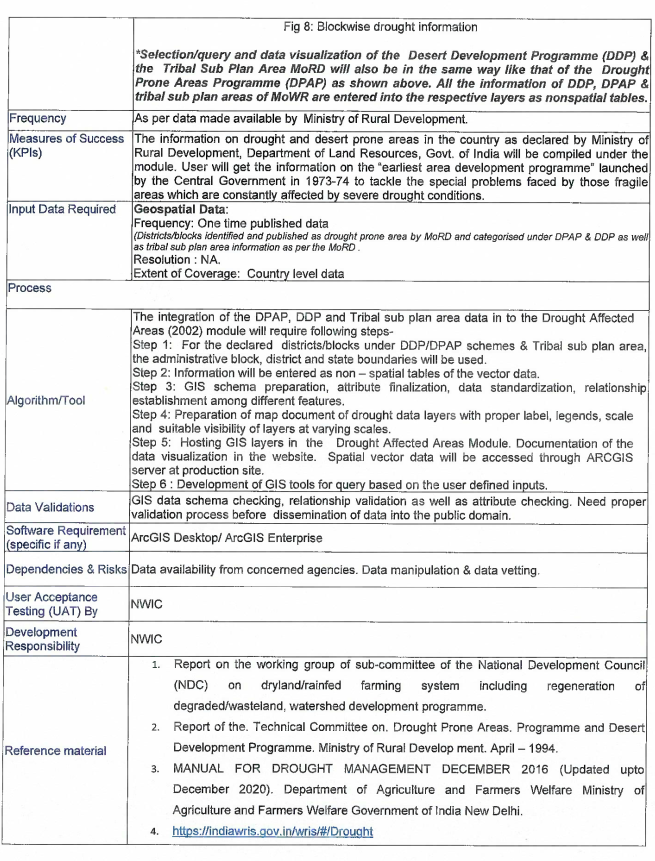 Fig 8: Blockwise drought information
*Selection/query and data visualization of the Desert Development Programme (DDP) &
the Tribal Sub Plan Area MoRD will also be in the same way like that of the Drought
Prone Areas Programme (DPAP) as shown above. All the information of DDP, DPAP &
tribal sub plan areas of MoWR are entered into the respective layers as nonspatial tables.
Frequency
As per data made available by Ministry of Rural Development.
Measures of Success
(KPIs)
The information on drought and desert prone areas in the country as declared by Ministry of
Rural Development, Department of Land Resources, Govt. of India will be compiled under the
module. User will get the information on the "earliest area development programme" launched
by the Central Government in 1973-74 to tackle the special problems faced by those fragile
areas which are constantly affected by severe drought conditions.
Input Data Required
Geospatial Data:
Frequency: One time published data
(Districts/blocks identified and published as drought prone area by MoRD and categorised under DPAP & DDP as well
as tribal sub plan area information as per the MoRD .
Resolution : NA.
Extent of Coverage: Country level data
Process
Algorithm/Tool
The integration of the DPAP, DDP and Tribal sub plan area data in to the Drought Affected
Areas (2002) module will require following steps-
Step 1: For the declared districts/blocks under DDP/DPAP schemes & Tribal sub plan area,
the administrative block, district and state boundaries will be used.
Step 2: Information will be entered as non – spatial tables of the vector data.
Step 3: GIS schema preparation, attribute finalization, data standardization, relationship
establishment among different features.
Step 4: Preparation of map document of drought data layers with proper label, legends, scale
and suitable visibility of layers at varying scales.
Step 5: Hosting GIS layers in the Drought Affected Areas Module. Documentation of the
data visualization in the website. Spatial vector data will be accessed through ARCGIS
server at production site.
Step 6 : Development of GIS tools for query based on the user defined inputs.
Data Validations
GIS data schema checking, relationship validation as well as attribute checking. Need proper
validation process before dissemination of data into the public domain.
Software Requirement
(specific if any)
ArcGIS Desktop/ ArcGIS Enterprise
Dependencies & Risks
Data availability from concerned agencies. Data manipulation & data vetting.
User Acceptance
Testing (UAT) By
NWIC
Development
Responsibility
NWIC
Reference material
1. Report on the working group of sub-committee of the National Development Council
(NDC) on dryland/rainfed farming system including regeneration of
degraded/wasteland, watershed development programme.
2. Report of the. Technical Committee on. Drought Prone Areas. Programme and Desert
Development Programme. Ministry of Rural Develop ment. April – 1994.
3. MANUAL FOR DROUGHT MANAGEMENT DECEMBER 2016 (Updated upto
December 2020). Department of Agriculture and Farmers Welfare Ministry of
Agriculture and Farmers Welfare Government of India New Delhi.
4. https://indiawris.gov.in/wris/#/Drought